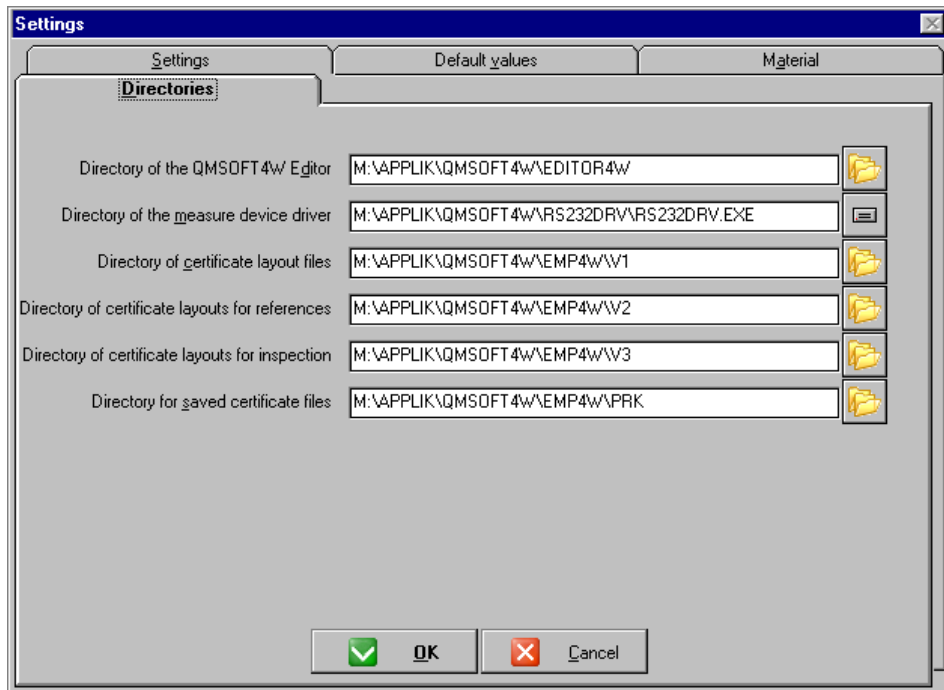 Settings
Settings Default values Material
Directories
Directory of the QMSOFT4W Editor M:\APPLIK\QMSOFT4W\EDITOR4W
Directory of the measure device driver M:\APPLIK\QMSOFT4W\RS232DRV\RS232DRV.EXE
Directory of certificate layout files M:\APPLIK\QMSOFT4W\EMP4W\V1
Directory of certificate layouts for references M:\APPLIK\QMSOFT4W\EMP4W\V2
Directory of certificate layouts for inspection M:\APPLIK\QMSOFT4W\EMP4W\V3
Directory for saved certificate files M:\APPLIK\QMSOFT4W\EMP4W\PRK
OK Cancel